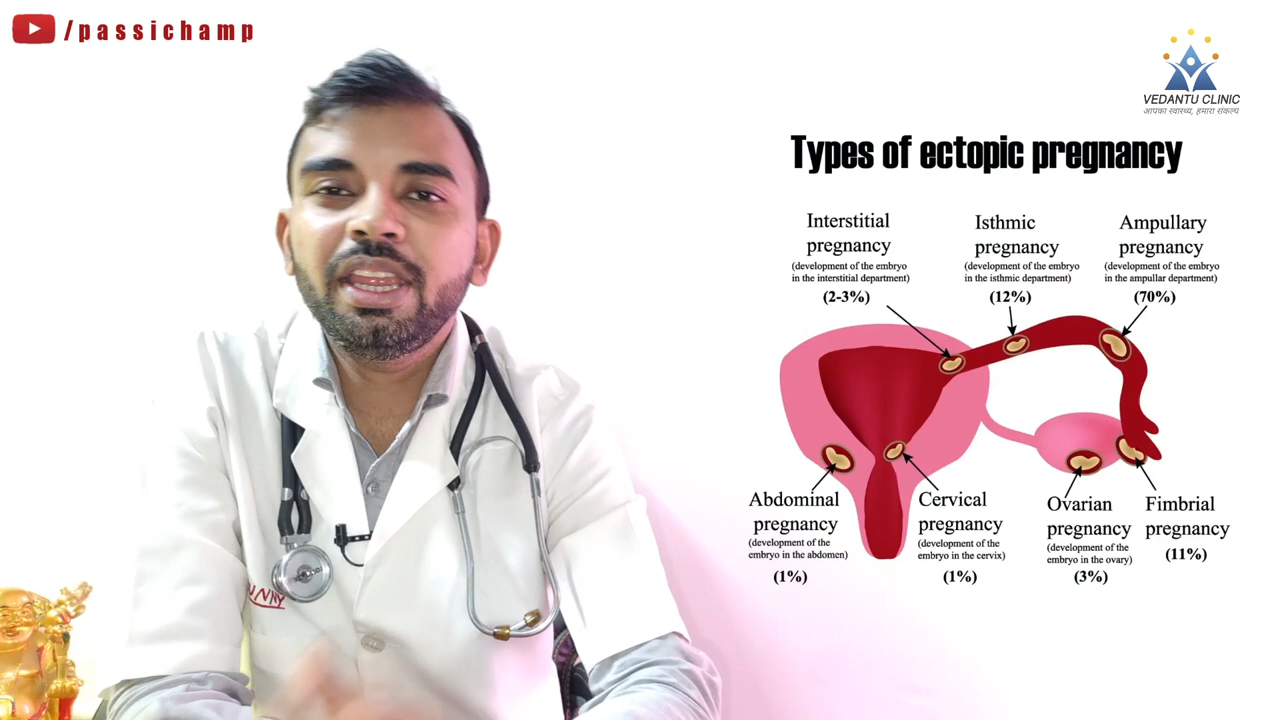 /passichamp
VEDANTU CLINIC
आपका स्वास्थ्य, हमारा संकल्प
Types of ectopic pregnancy
Interstitial
pregnancy
(development of the embryo
in the interstitial department)
(2-3%)
Isthmic
pregnancy
(development of the embryo
in the isthmic department)
(12%)
Ampullary
pregnancy
(development of the embryo
in the ampullar department)
(70%)
Abdominal
pregnancy
(development of the
embryo in the abdomen)
(1%)
Cervical
pregnancy
(development of the
embryo in the cervix)
(1%)
Ovarian
pregnancy
(development of the
embryo in the ovary)
(3%)
Fimbrial
pregnancy
(11%)